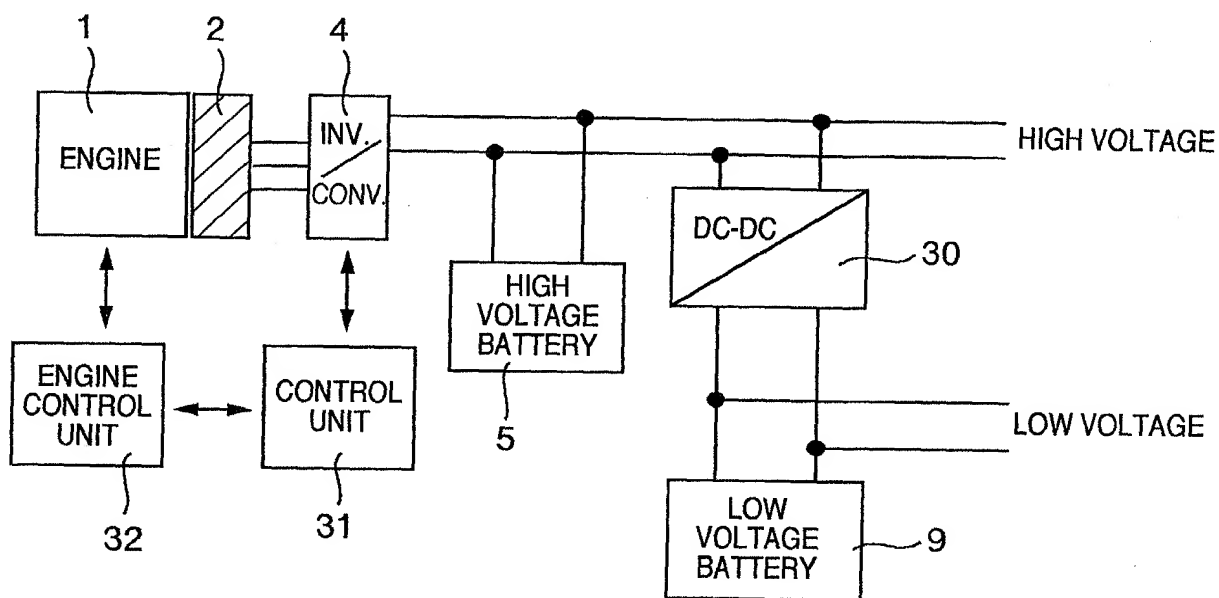 1
2
4
ENGINE
INV.
CONV.
HIGH VOLTAGE
DC-DC
30
HIGH
VOLTAGE
BATTERY
5
ENGINE
CONTROL
UNIT
32
CONTROL
UNIT
31
LOW VOLTAGE
LOW
VOLTAGE
BATTERY
9